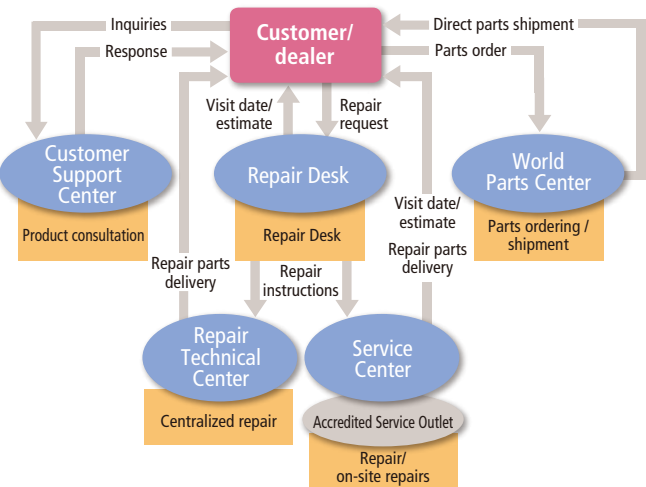 Inquiries
Customer/
dealer
Direct parts shipment
Response
Parts order
Visit date/
estimate
Repair
request
Customer
Support
Center
Repair Desk
World
Parts Center
Product consultation
Repair Desk
Visit date/
estimate
Parts ordering /
shipment
Repair parts
delivery
Repair
instructions
Repair parts
delivery
Repair
Technical
Center
Service
Center
Centralized repair
Accredited Service Outlet
Repair/
on-site repairs